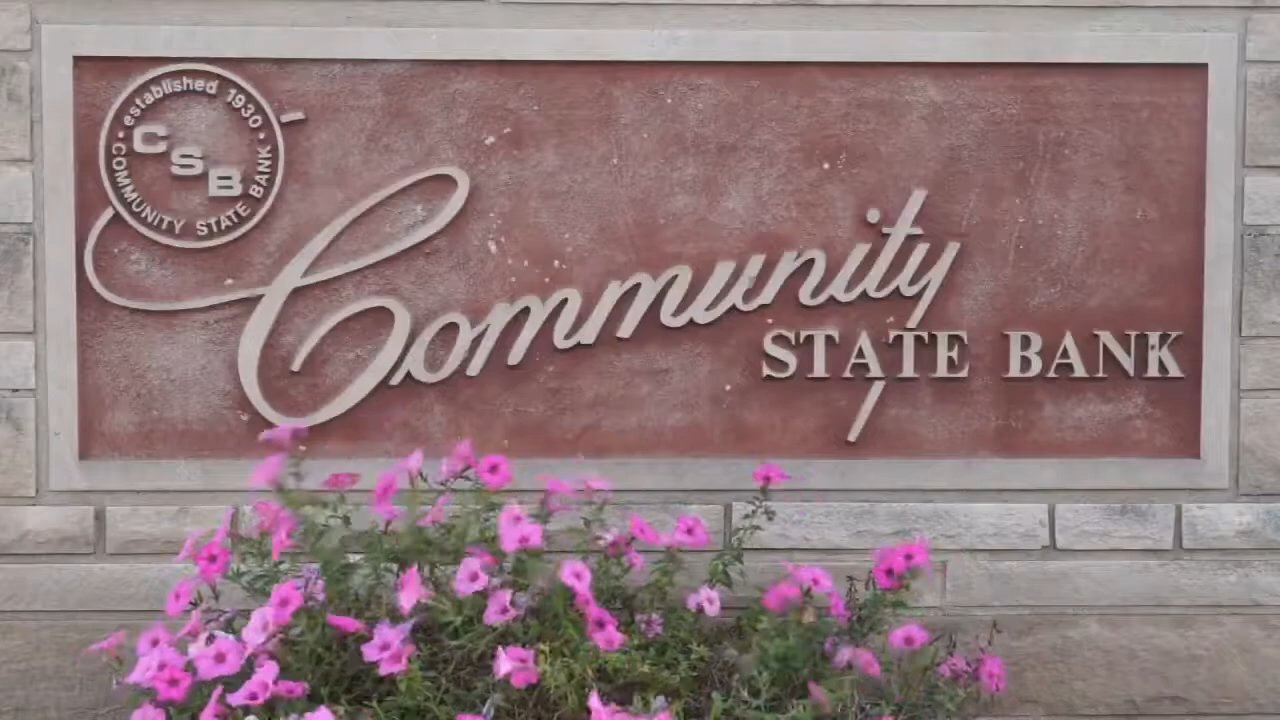 established 1930
CSB
COMMUNITY STATE BANK
Community
STATE BANK